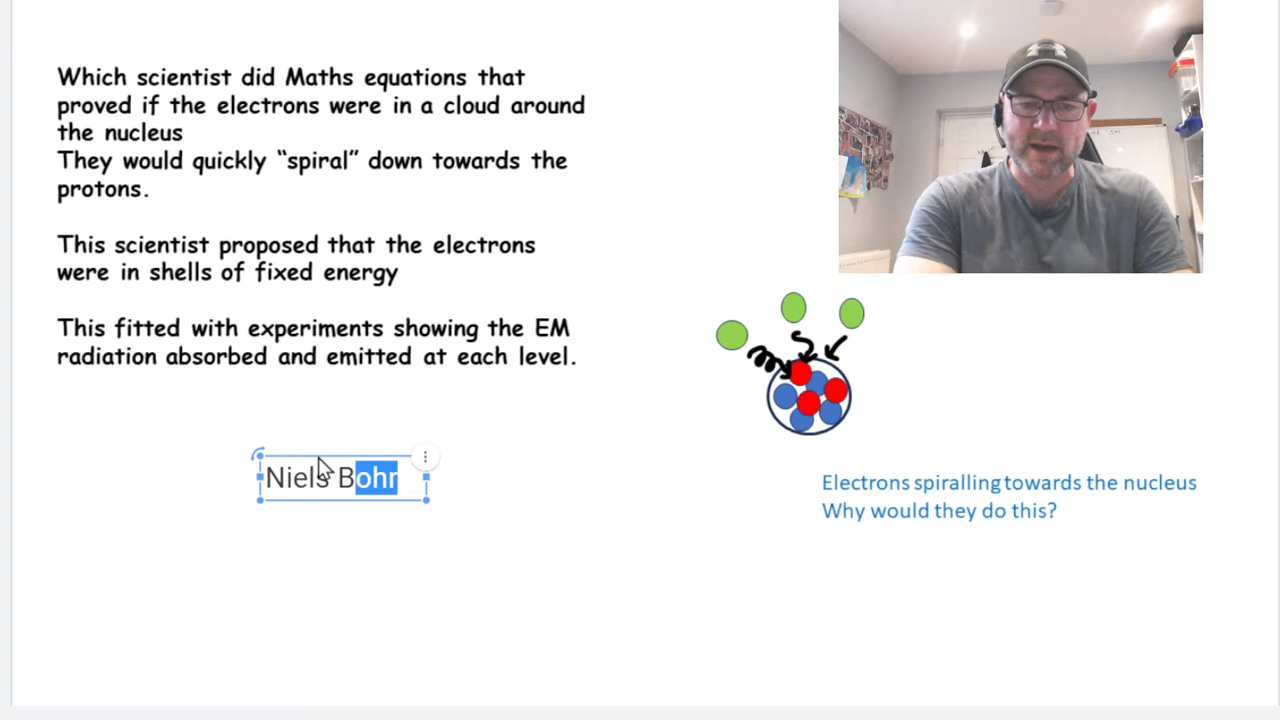 Which scientist did Maths equations that
proved if the electrons were in a cloud around
the nucleus
They would quickly “spiral” down towards the
protons.
This scientist proposed that the electrons
were in shells of fixed energy
This fitted with experiments showing the EM
radiation absorbed and emitted at each level.
Niels Bohr
Electrons spiralling towards the nucleus
Why would they do this?